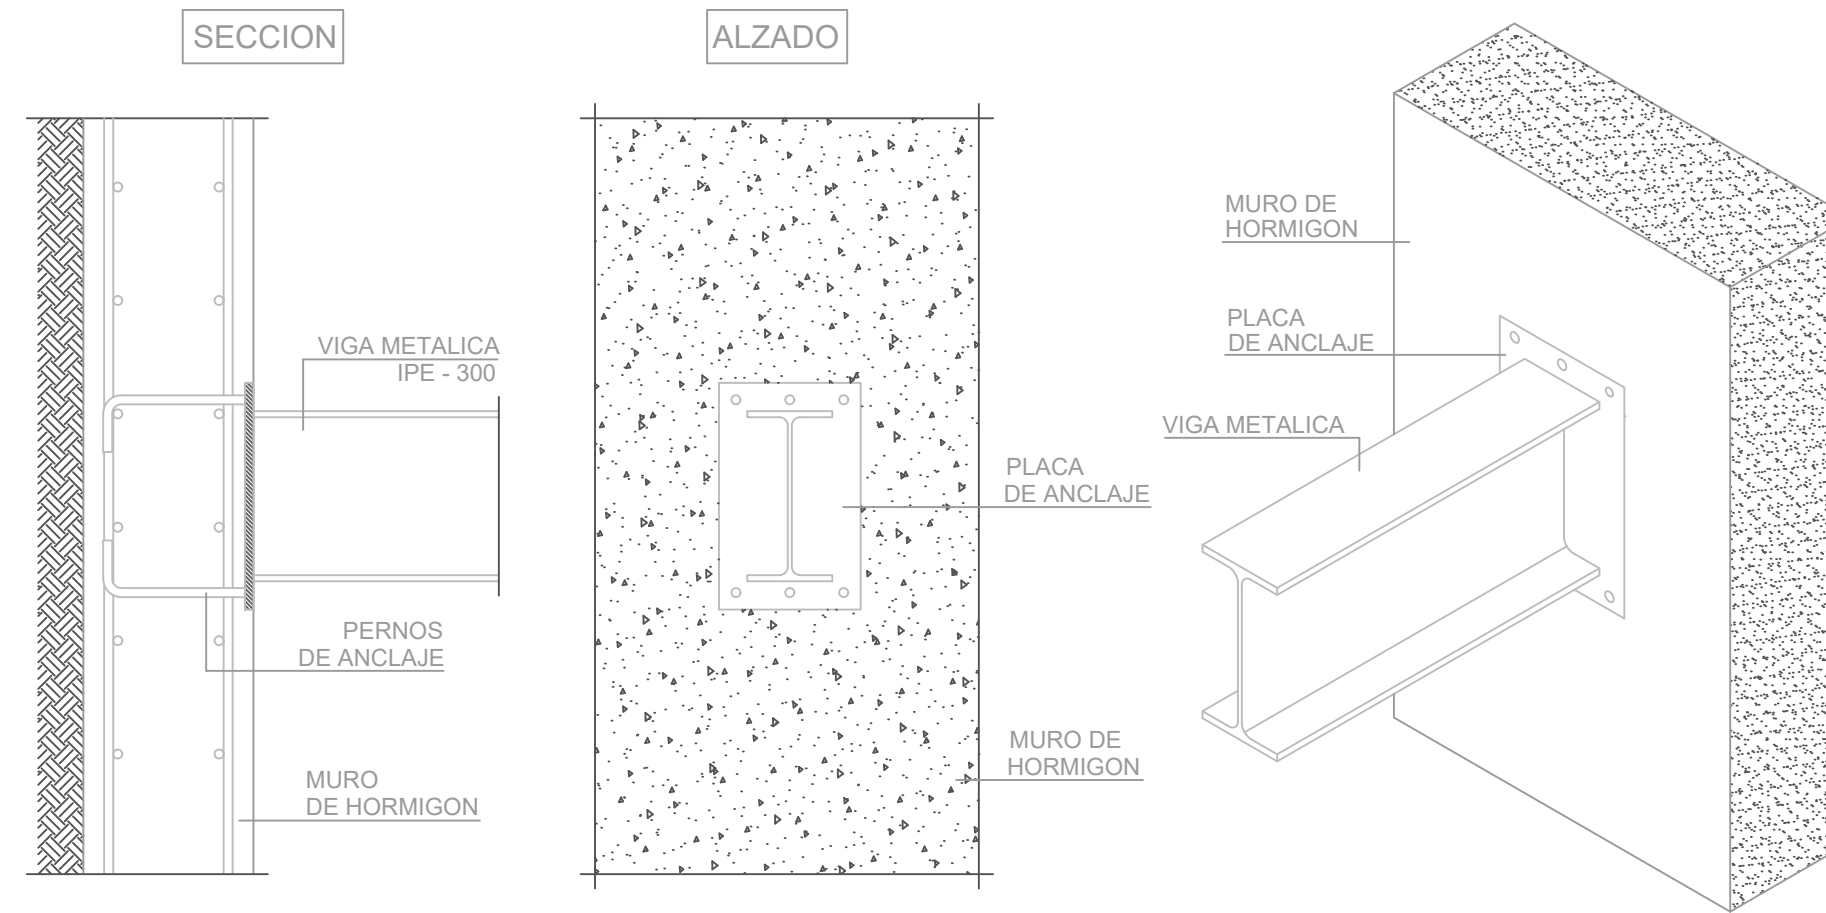 SECCION
ALZADO
VIGA METALICA
IPE - 300
PERNOS
DE ANCLAJE
MURO
DE HORMIGON
PLACA
DE ANCLAJE
MURO DE
HORMIGON
MURO DE
HORMIGON
PLACA
DE ANCLAJE
VIGA METALICA